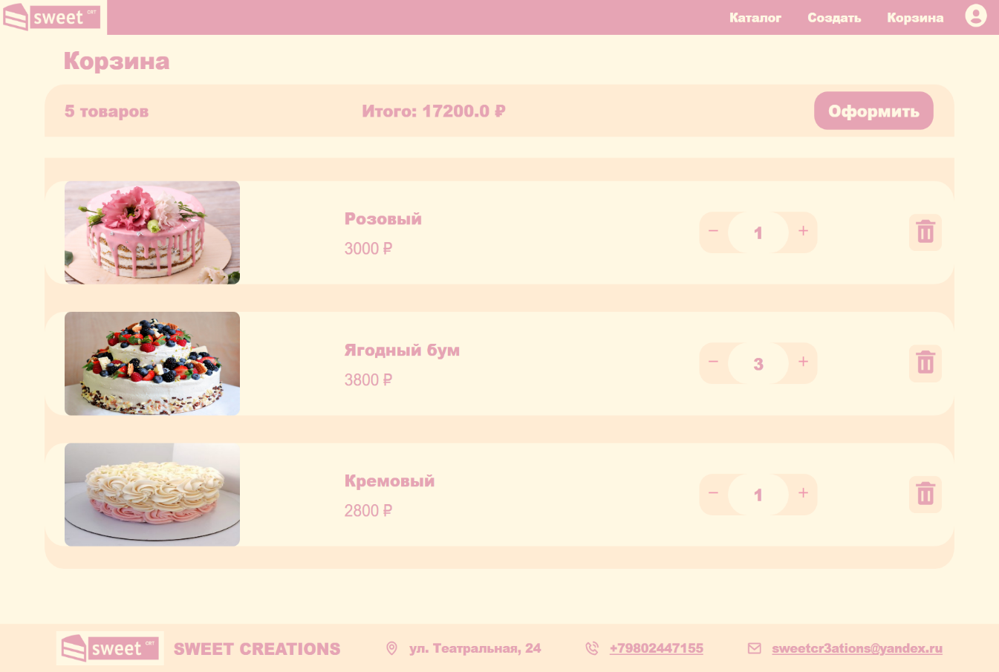 sweet CRT
Каталог Создать Корзина
Корзина
5 товаров Итого: 17200.0 ₽ Оформить
Розовый
3000 ₽
− 1 +
Ягодный бум
3800 ₽
− 3 +
Кремовый
2800 ₽
− 1 +
sweet CRT SWEET CREATIONS ул. Театральная, 24 +79802447155 sweetcr3ations@yandex.ru